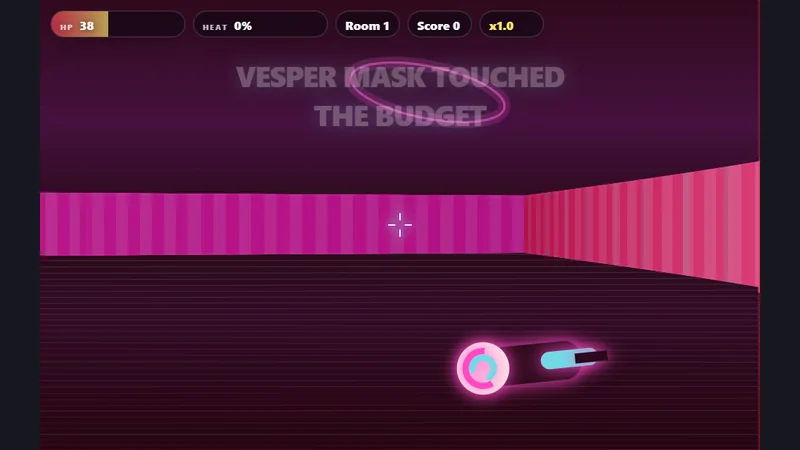 HP 38
HEAT 0%
Room 1
Score 0
x1.0
VESPER MASK TOUCHED
THE BUDGET